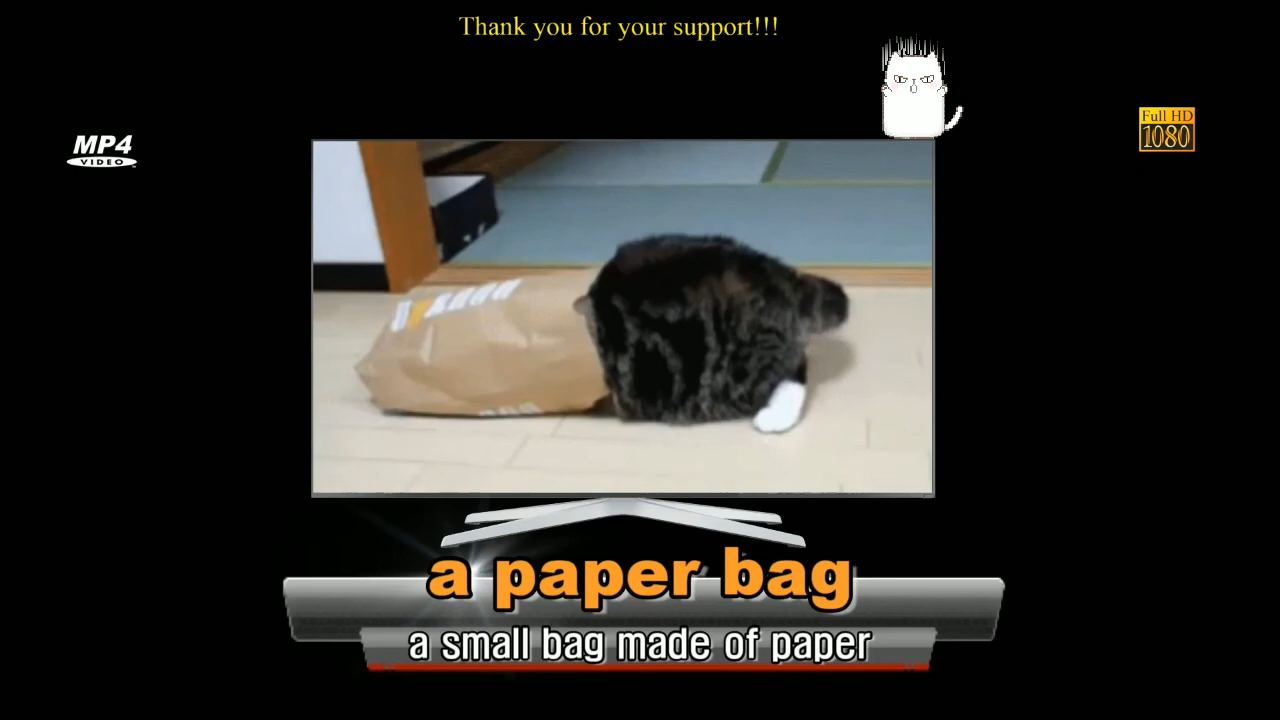 Thank you for your support!!!
MP4
VIDEO
Full HD
1080
a paper bag
a small bag made of paper